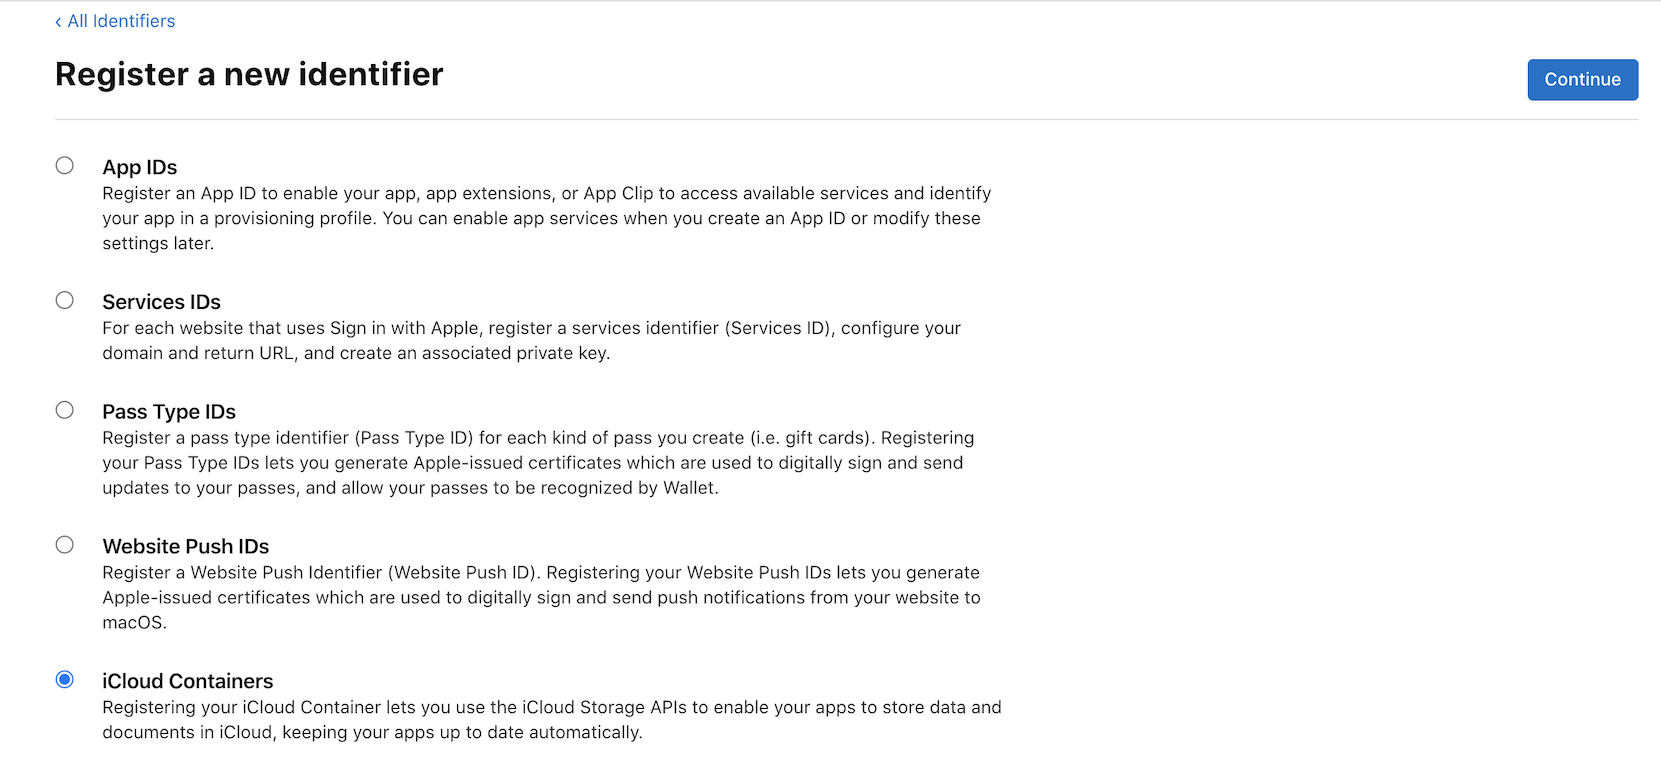 ‹ All Identifiers
Register a new identifier
Continue
App IDs
Register an App ID to enable your app, app extensions, or App Clip to access available services and identify
your app in a provisioning profile. You can enable app services when you create an App ID or modify these
settings later.
Services IDs
For each website that uses Sign in with Apple, register a services identifier (Services ID), configure your
domain and return URL, and create an associated private key.
Pass Type IDs
Register a pass type identifier (Pass Type ID) for each kind of pass you create (i.e. gift cards). Registering
your Pass Type IDs lets you generate Apple-issued certificates which are used to digitally sign and send
updates to your passes, and allow your passes to be recognized by Wallet.
Website Push IDs
Register a Website Push Identifier (Website Push ID). Registering your Website Push IDs lets you generate
Apple-issued certificates which are used to digitally sign and send push notifications from your website to
macOS.
iCloud Containers
Registering your iCloud Container lets you use the iCloud Storage APIs to enable your apps to store data and
documents in iCloud, keeping your apps up to date automatically.